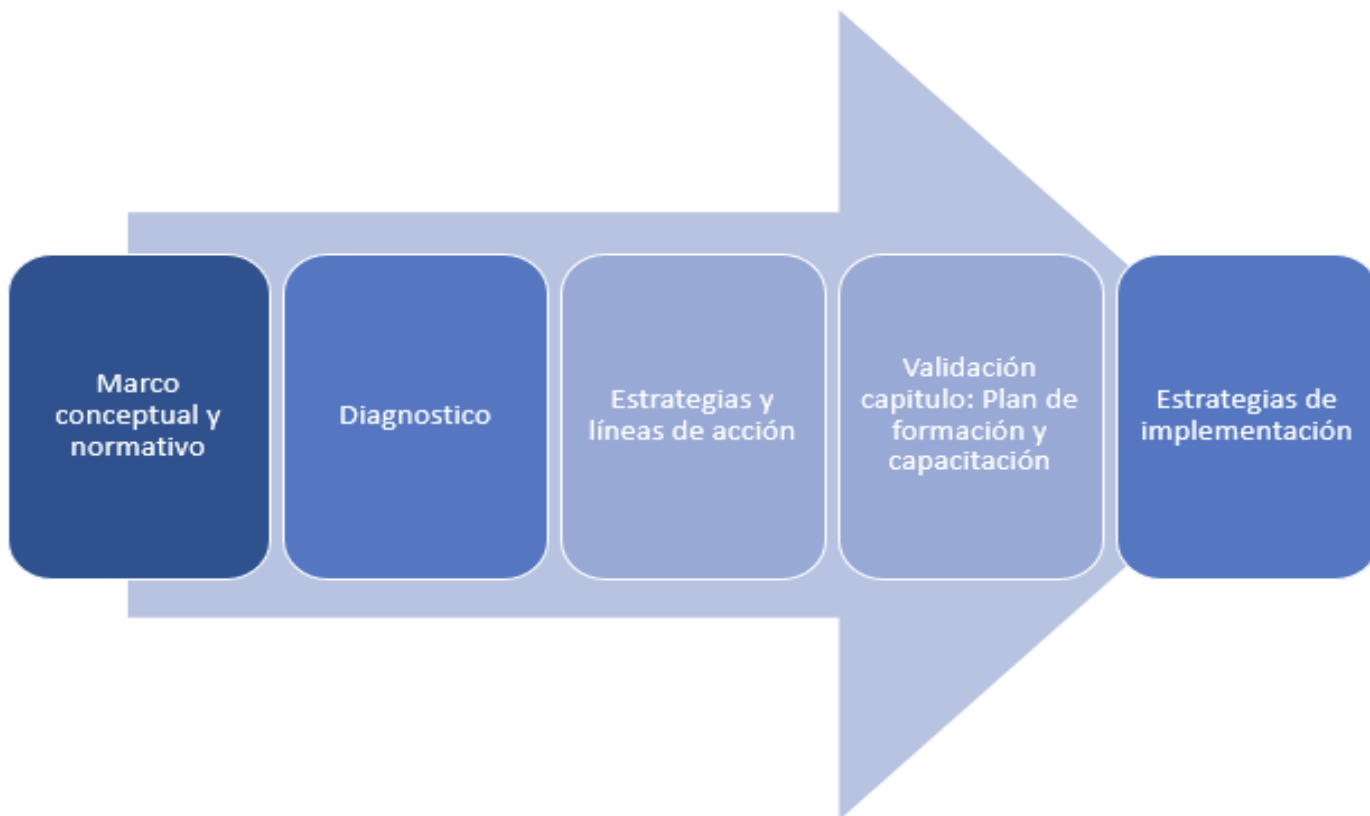 Marco
conceptual y
normativo
Diagnostico
Estrategias y
líneas de acción
Validación
capitulo: Plan de
formación y
capacitación
Estrategias de
implementación